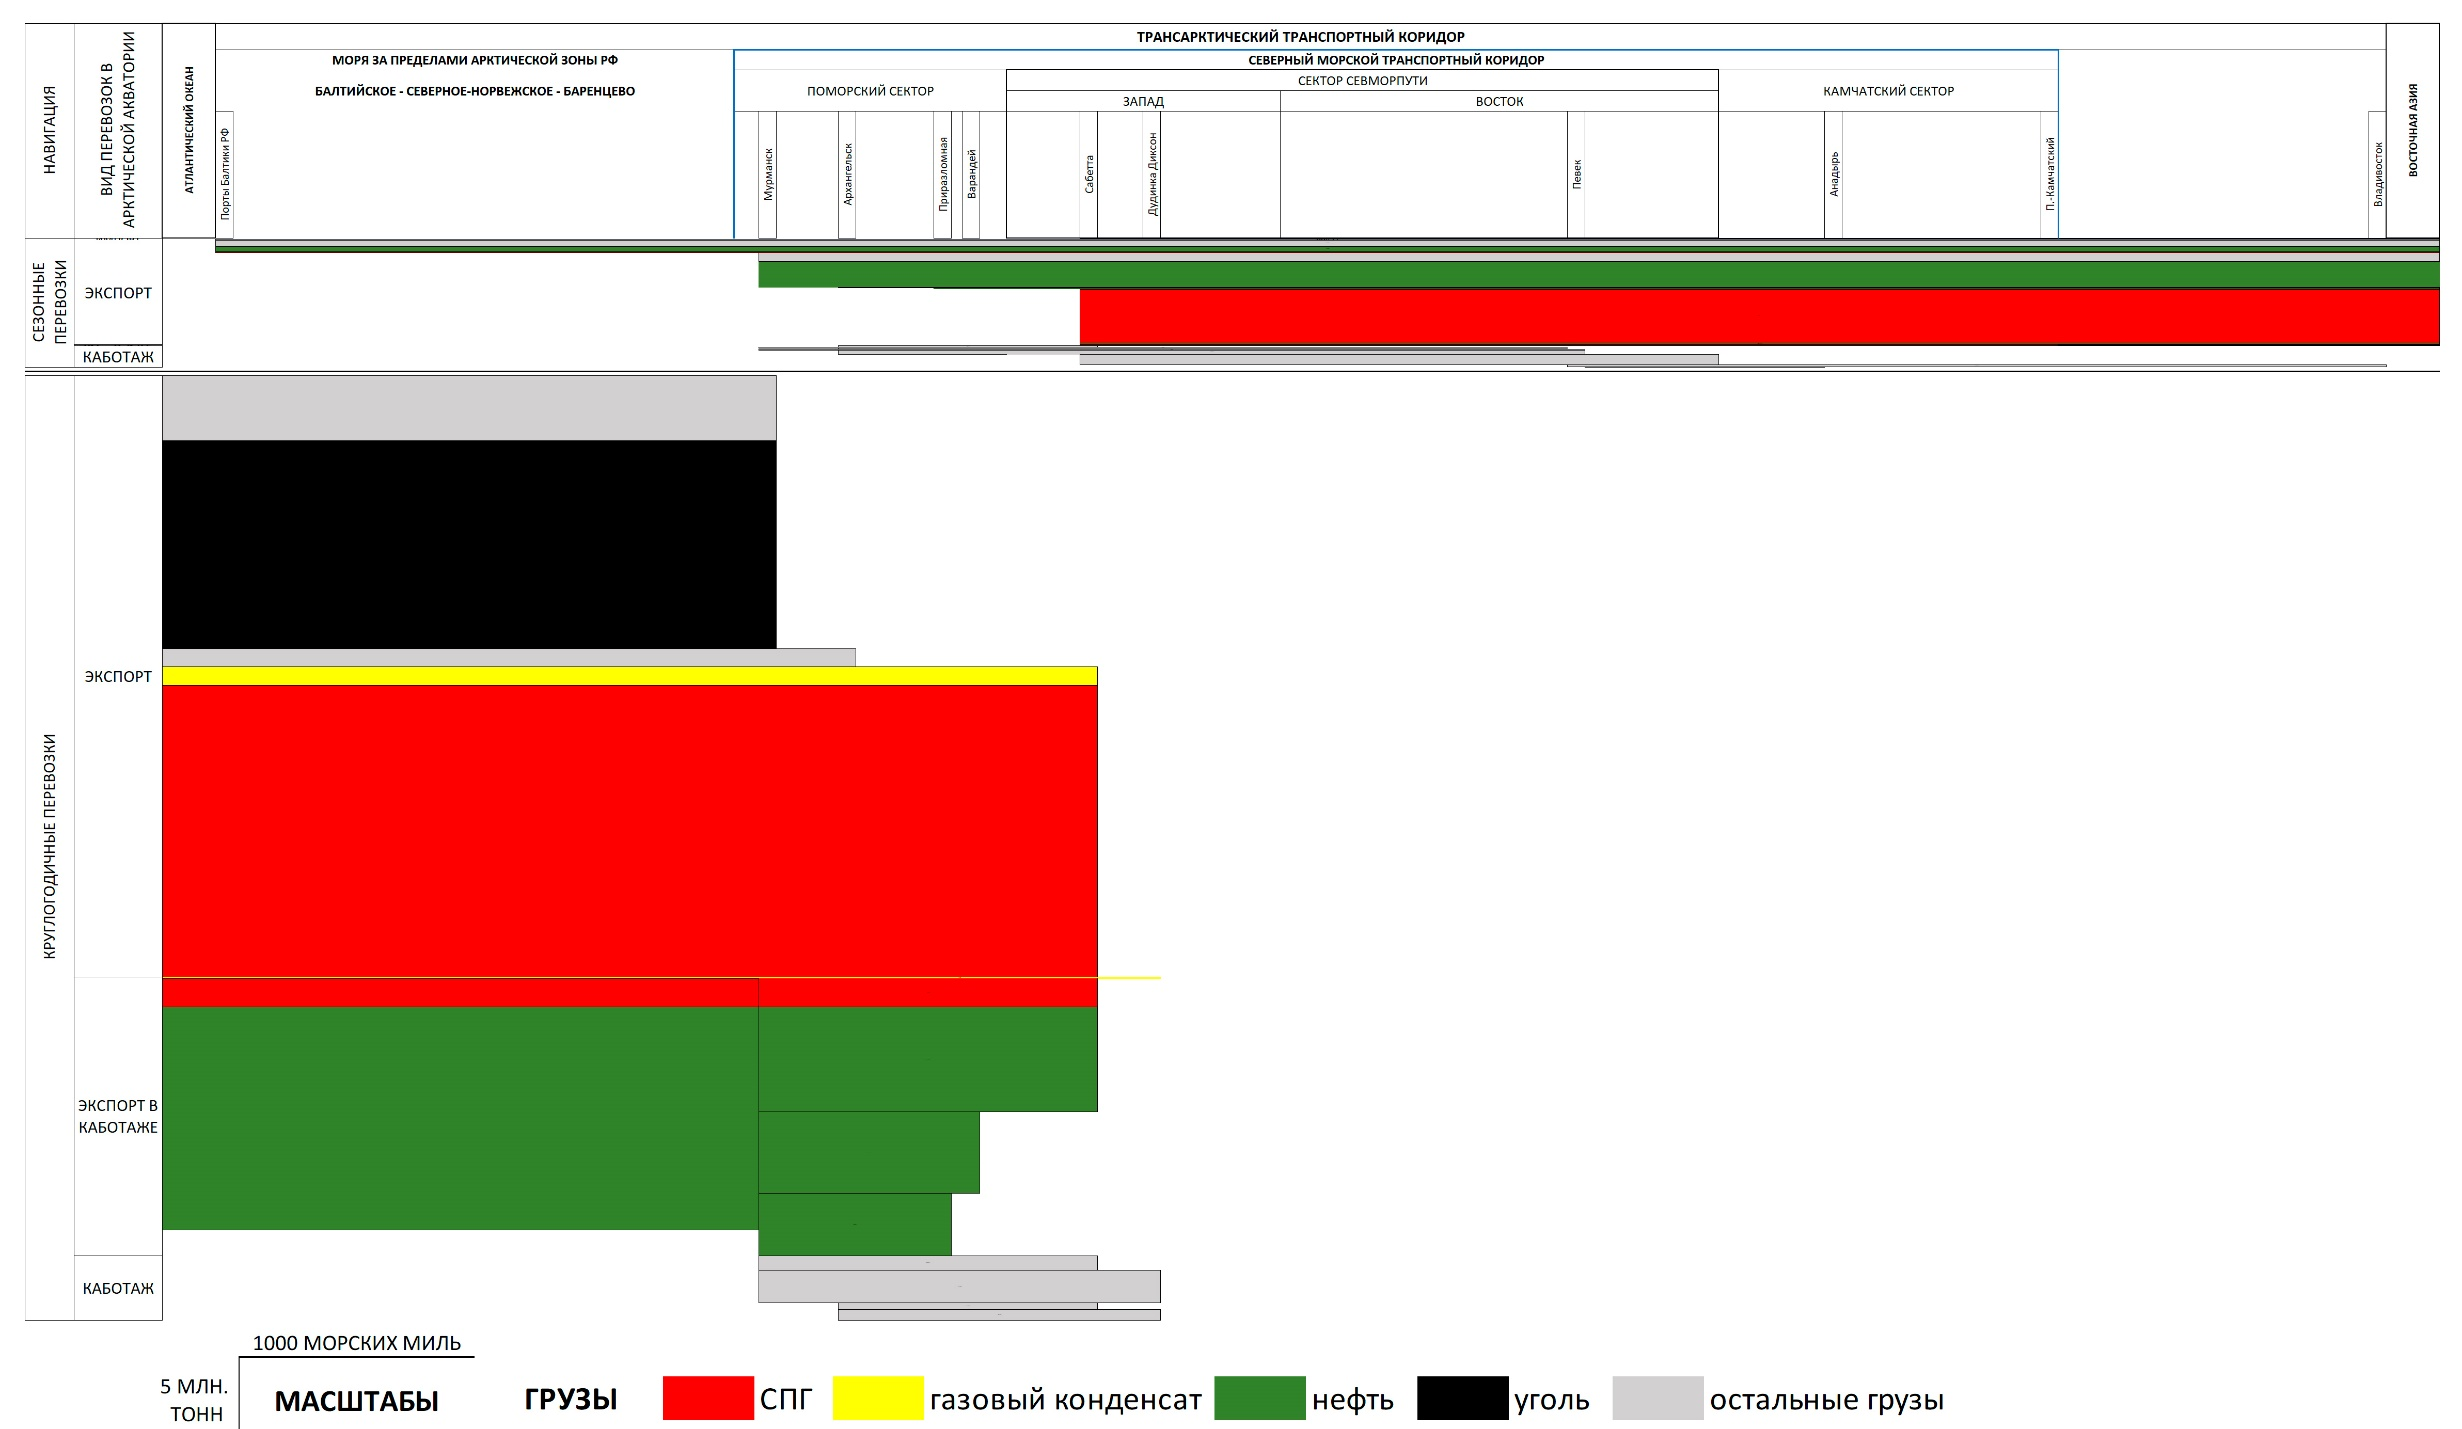 ТРАНСАРКТИЧЕСКИЙ ТРАНСПОРТНЫЙ КОРИДОР
МОРЯ ЗА ПРЕДЕЛАМИ АРКТИЧЕСКОЙ ЗОНЫ РФ
БАЛТИЙСКОЕ - СЕВЕРНОЕ-НОРВЕЖСКОЕ - БАРЕНЦЕВО
СЕВЕРНЫЙ МОРСКОЙ ТРАНСПОРТНЫЙ КОРИДОР
СЕКТОР СЕВМОРПУТИ
ПОМОРСКИЙ СЕКТОР
КАМЧАТСКИЙ СЕКТОР
ЗАПАД
ВОСТОК
НАВИГАЦИЯ
ВИД ПЕРЕВОЗОК В
АРКТИЧЕСКОЙ АКВАТОРИИ
АТЛАНТИЧЕСКИЙ ОКЕАН
Порты Балтики РФ
Мурманск
Архангельск
Приразломная
Варандей
Сабетта
Дудинка Диксон
Певек
Анадырь
П.-Камчатский
Владивосток
ВОСТОЧНАЯ АЗИЯ
СЕЗОННЫЕ
ПЕРЕВОЗКИ
ЭКСПОРТ
КАБОТАЖ
КРУГЛОГОДИЧНЫЕ ПЕРЕВОЗКИ
ЭКСПОРТ
ЭКСПОРТ В
КАБОТАЖЕ
КАБОТАЖ
1000 МОРСКИХ МИЛЬ
5 МЛН.
ТОНН
МАСШТАБЫ
ГРУЗЫ
СПГ
газовый конденсат
нефть
уголь
остальные грузы